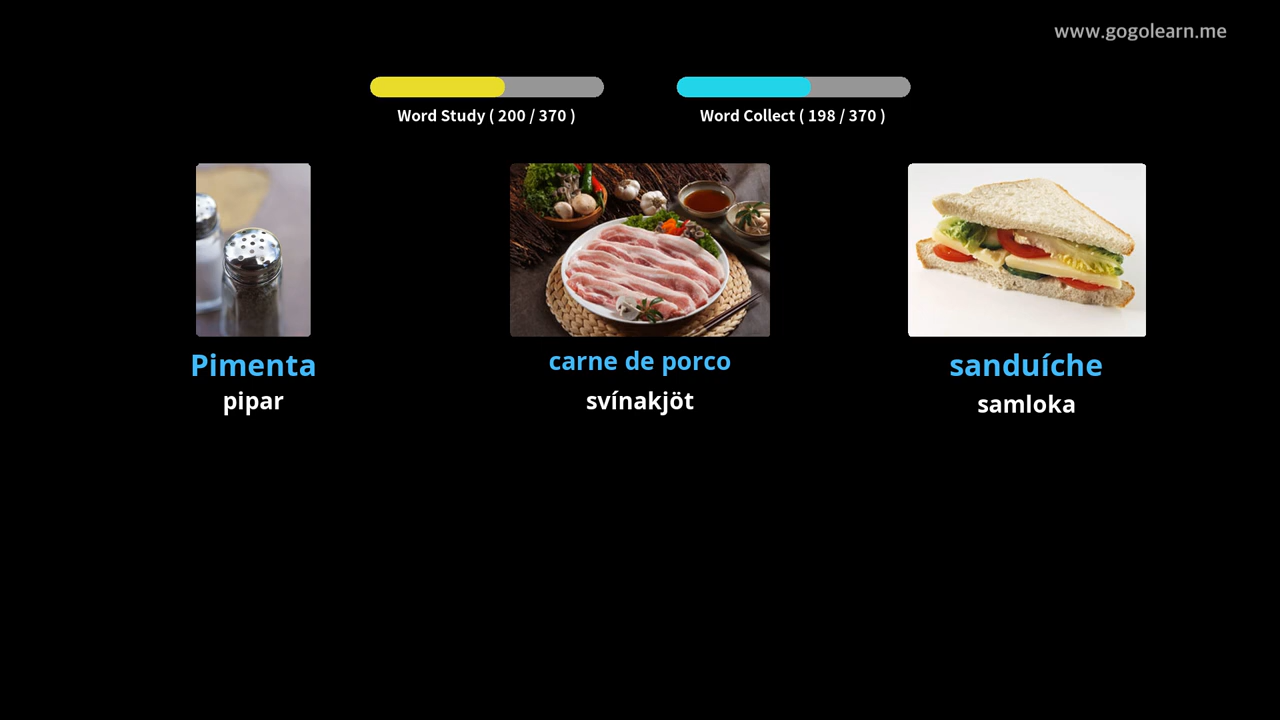 www.gogolearn.me
Word Study ( 200 / 370 )
Word Collect ( 198 / 370 )
Pimenta
pipar
carne de porco
svínakjöt
sanduíche
samloka